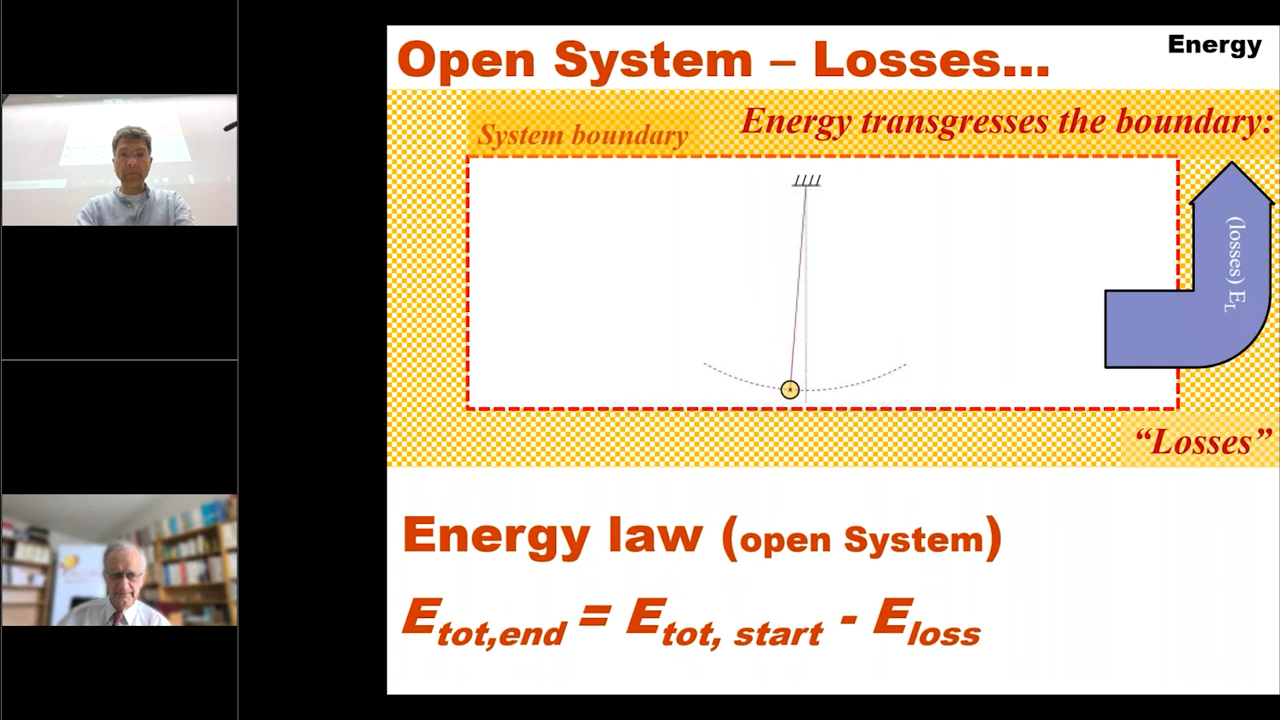 Open System – Losses...
Energy
System boundary
Energy transgresses the boundary:
(losses) E_L
“Losses”
Energy law (open System)
E_tot,end = E_tot, start - E_loss